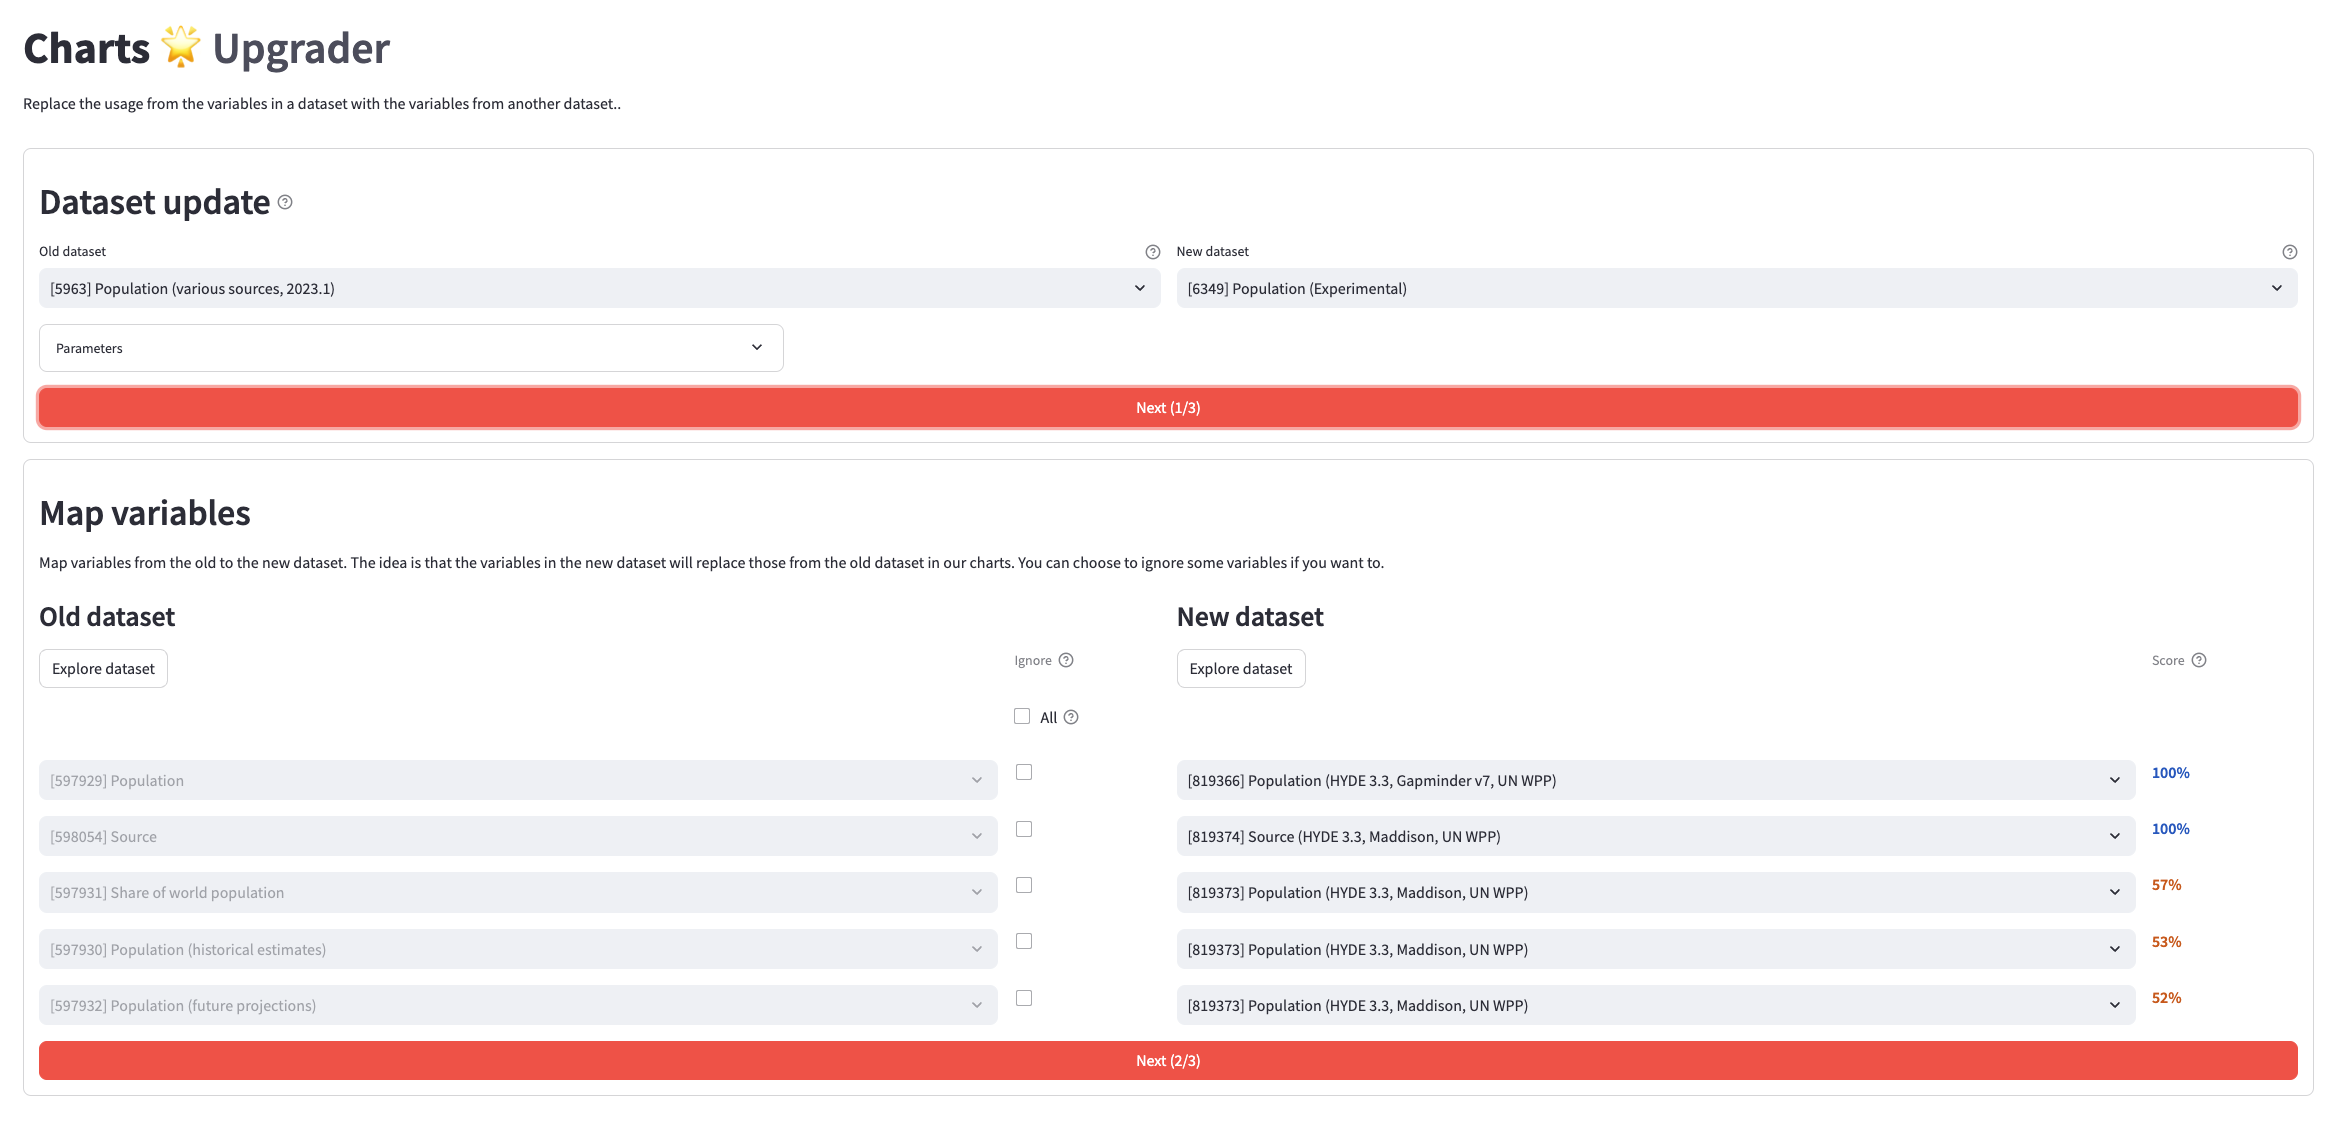 Charts 🌟 Upgrader
Replace the usage from the variables in a dataset with the variables from another dataset..
Dataset update
Old dataset
New dataset
[5963] Population (various sources, 2023.1)
[6349] Population (Experimental)
Parameters
Next (1/3)
Map variables
Map variables from the old to the new dataset. The idea is that the variables in the new dataset will replace those from the old dataset in our charts. You can choose to ignore some variables if you want to.
Old dataset
New dataset
Explore dataset
Ignore
Explore dataset
Score
All
[597929] Population
[819366] Population (HYDE 3.3, Gapminder v7, UN WPP)
100%
[598054] Source
[819374] Source (HYDE 3.3, Maddison, UN WPP)
100%
[597931] Share of world population
[819373] Population (HYDE 3.3, Maddison, UN WPP)
57%
[597930] Population (historical estimates)
[819373] Population (HYDE 3.3, Maddison, UN WPP)
53%
[597932] Population (future projections)
[819373] Population (HYDE 3.3, Maddison, UN WPP)
52%
Next (2/3)